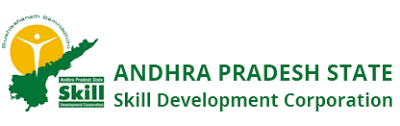 Andhra Pradesh State
Skill
Development Corporation
ANDHRA PRADESH STATE
Skill Development Corporation